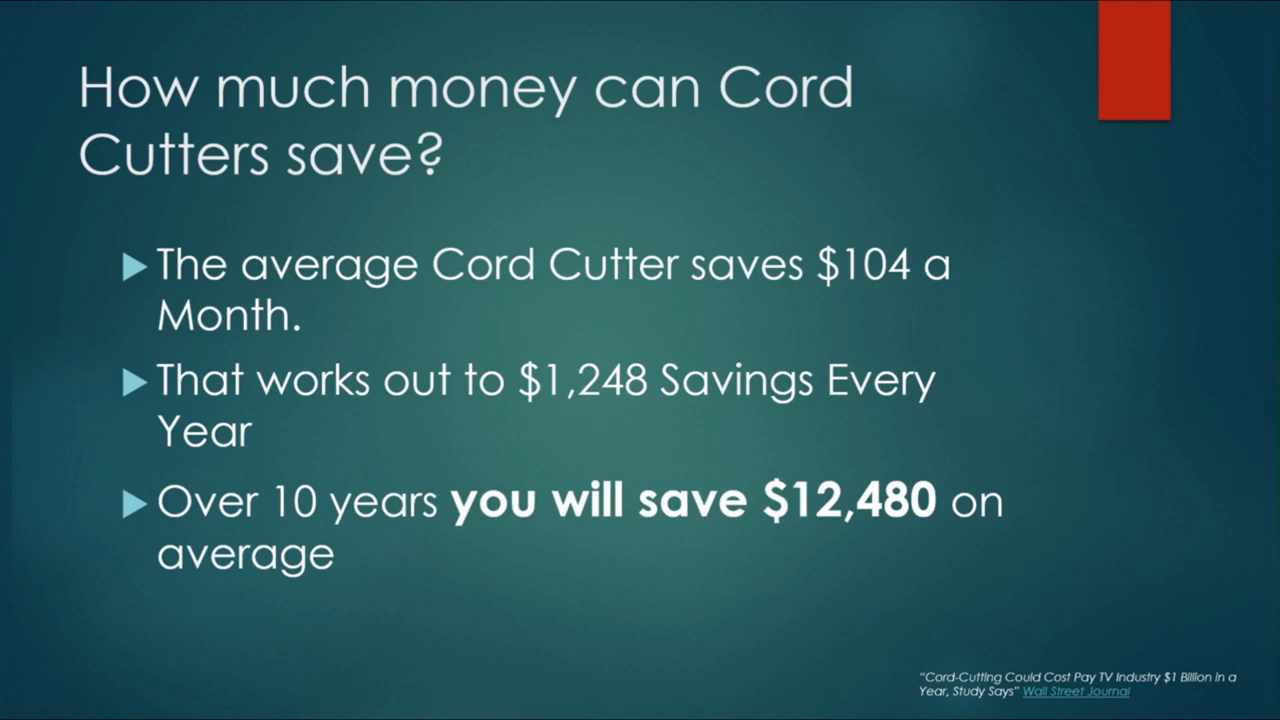 How much money can Cord
Cutters save?
The average Cord Cutter saves $104 a
Month.
That works out to $1,248 Savings Every
Year
Over 10 years you will save $12,480 on
average
"Cord-Cutting Could Cost Pay TV Industry $1 Billion in a
Year, Study Says" Wall Street Journal